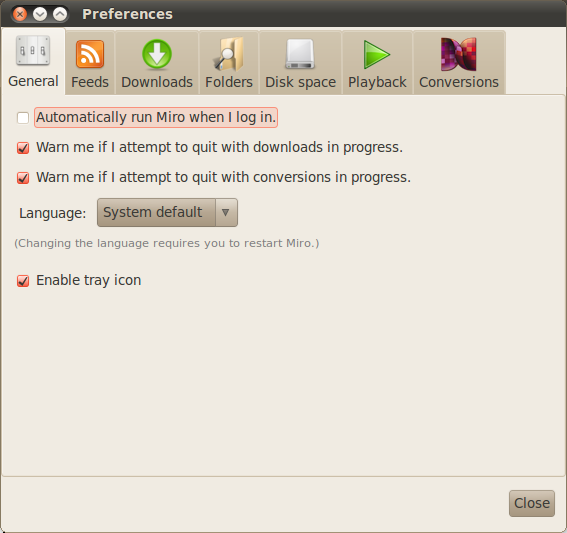 Preferences
General Feeds Downloads Folders Disk space Playback Conversions
Automatically run Miro when I log in.
Warn me if I attempt to quit with downloads in progress.
Warn me if I attempt to quit with conversions in progress.
Language: System default
(Changing the language requires you to restart Miro.)
Enable tray icon
Close